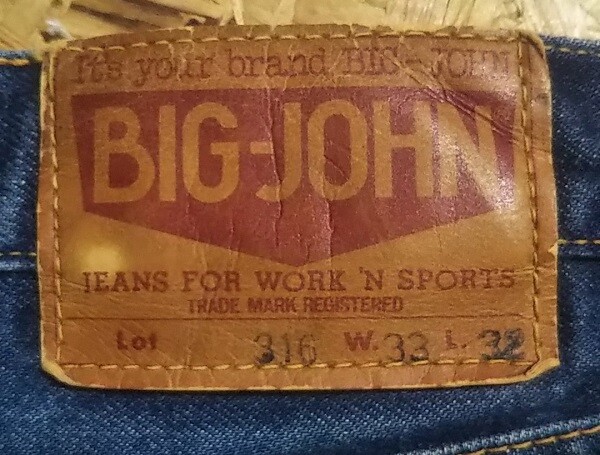 It's your brand BIG-JOHN
BIG-JOHN
JEANS FOR WORK 'N SPORTS
TRADE MARK REGISTERED
Lot 316 W. 33 L. 32